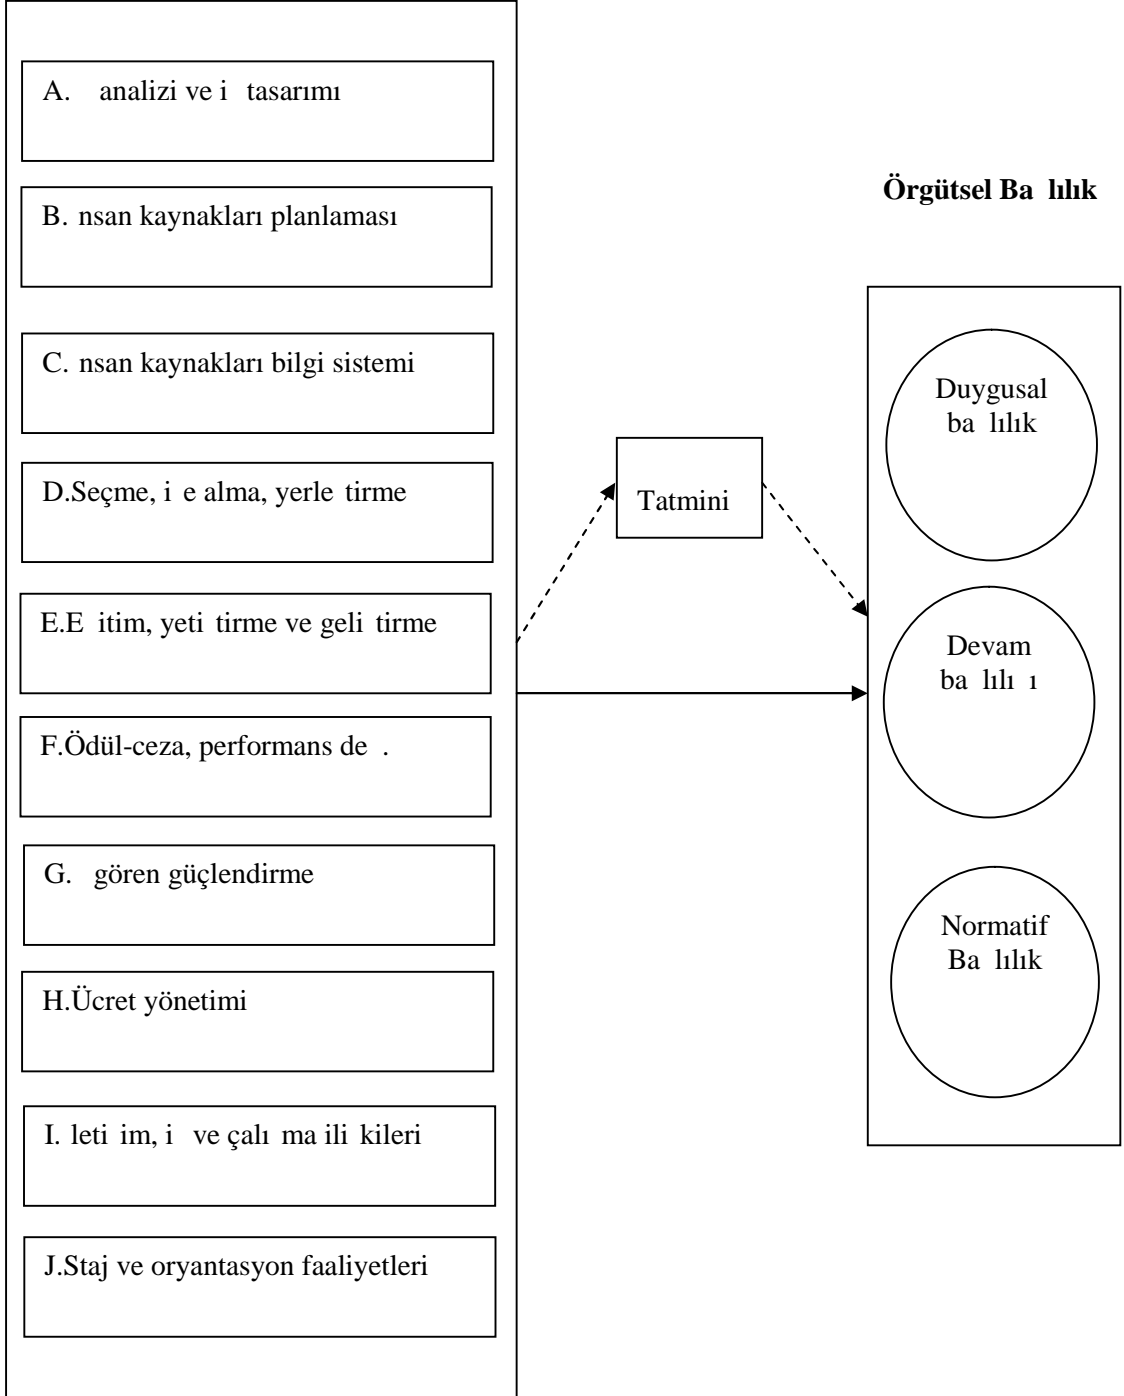 A. analizi ve i tasarımı
B. nsan kaynakları planlaması
C. nsan kaynakları bilgi sistemi
D.Seçme, i e alma, yerle tirme
E.E itim, yeti tirme ve geli tirme
F.Ödül-ceza, performans de .
G. gören güçlendirme
H.Ücret yönetimi
I. leti im, i ve çalı ma ili kileri
J.Staj ve oryantasyon faaliyetleri
Tatmini
Örgütsel Ba lılık
Duygusal
ba lılık
Devam
ba lılı ı
Normatif
Ba lılık